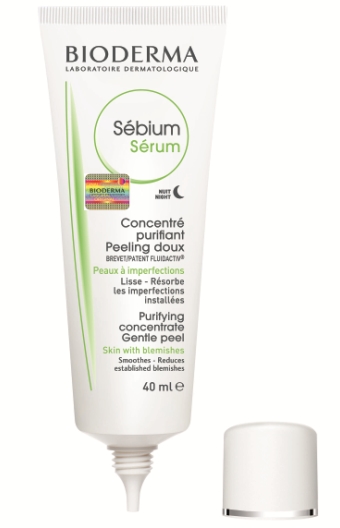 BIODERMA
LABORATOIRE DERMATOLOGIQUE
Sébium
Sérum
BIODERMA
NUIT
NIGHT
Concentré
purifiant
Peeling doux
BREVET/PATENT FLUIDACTIV®
Peaux à imperfections
Lisse - Résorbe
les imperfections
installées
Purifying
concentrate
Gentle peel
Skin with blemishes
Smoothes - Reduces
established blemishes
40 ml e